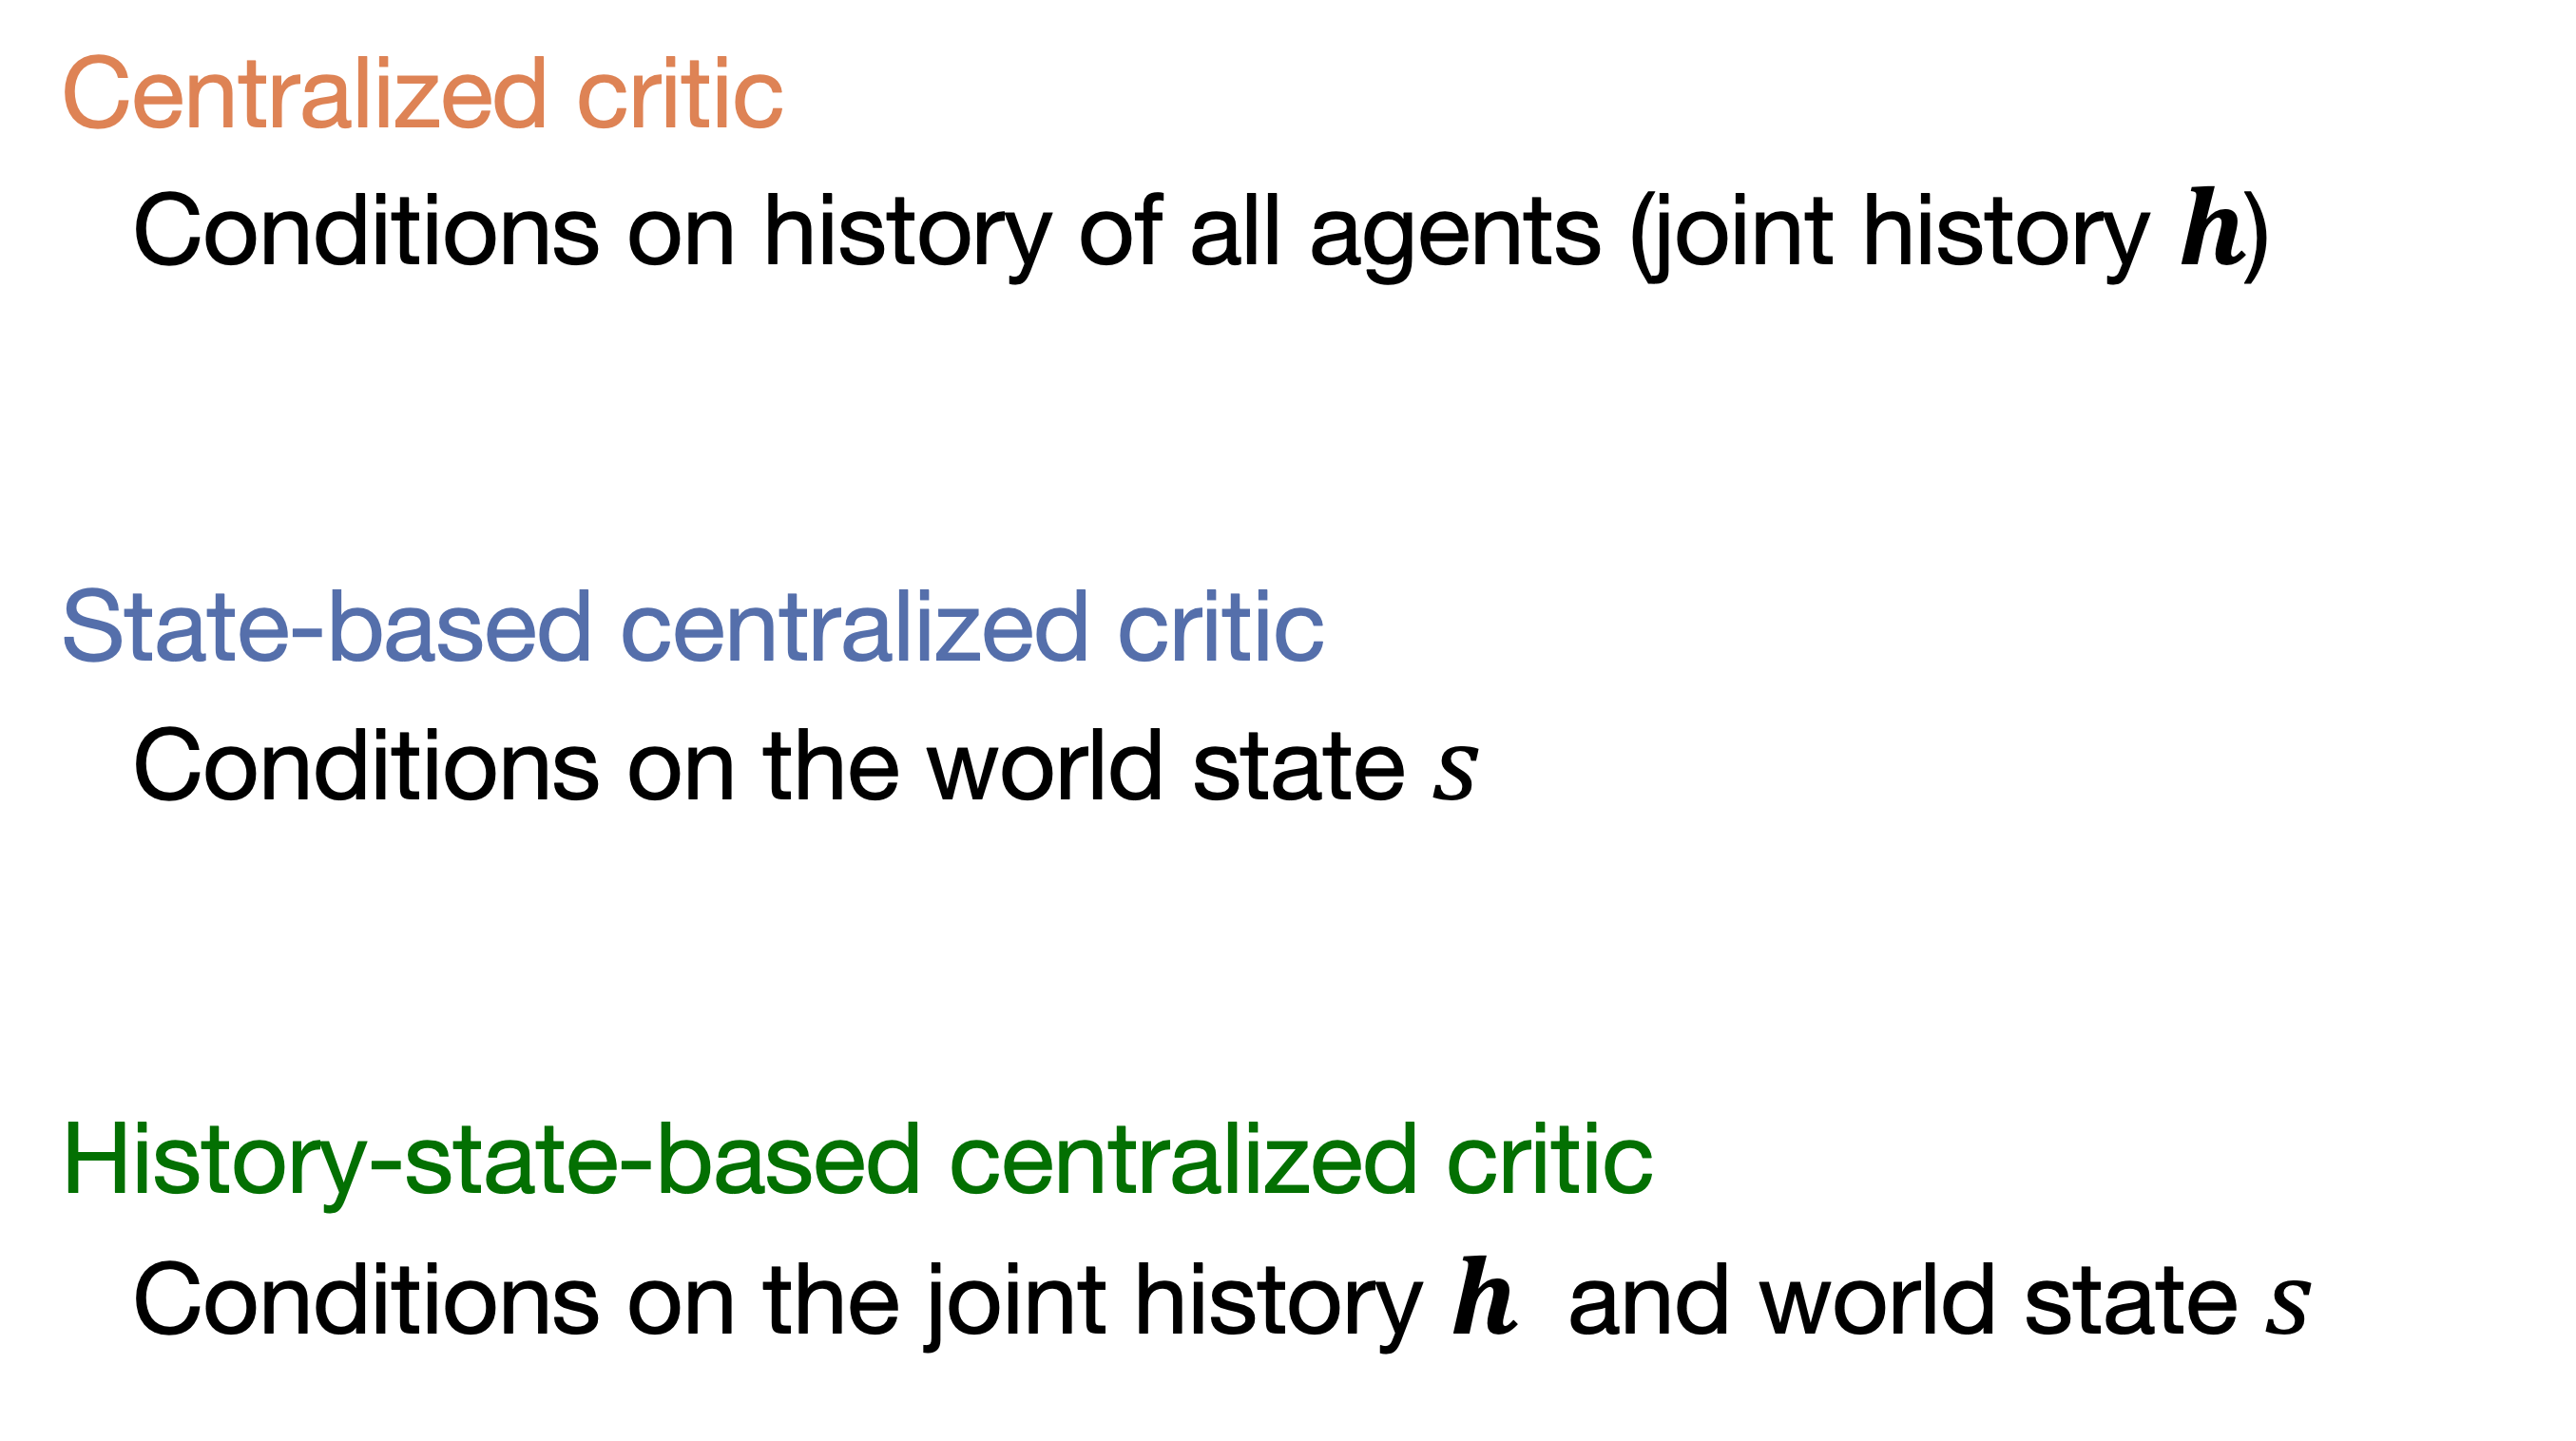 Centralized critic
Conditions on history of all agents (joint history h)
State-based centralized critic
Conditions on the world state s
History-state-based centralized critic
Conditions on the joint history h and world state s